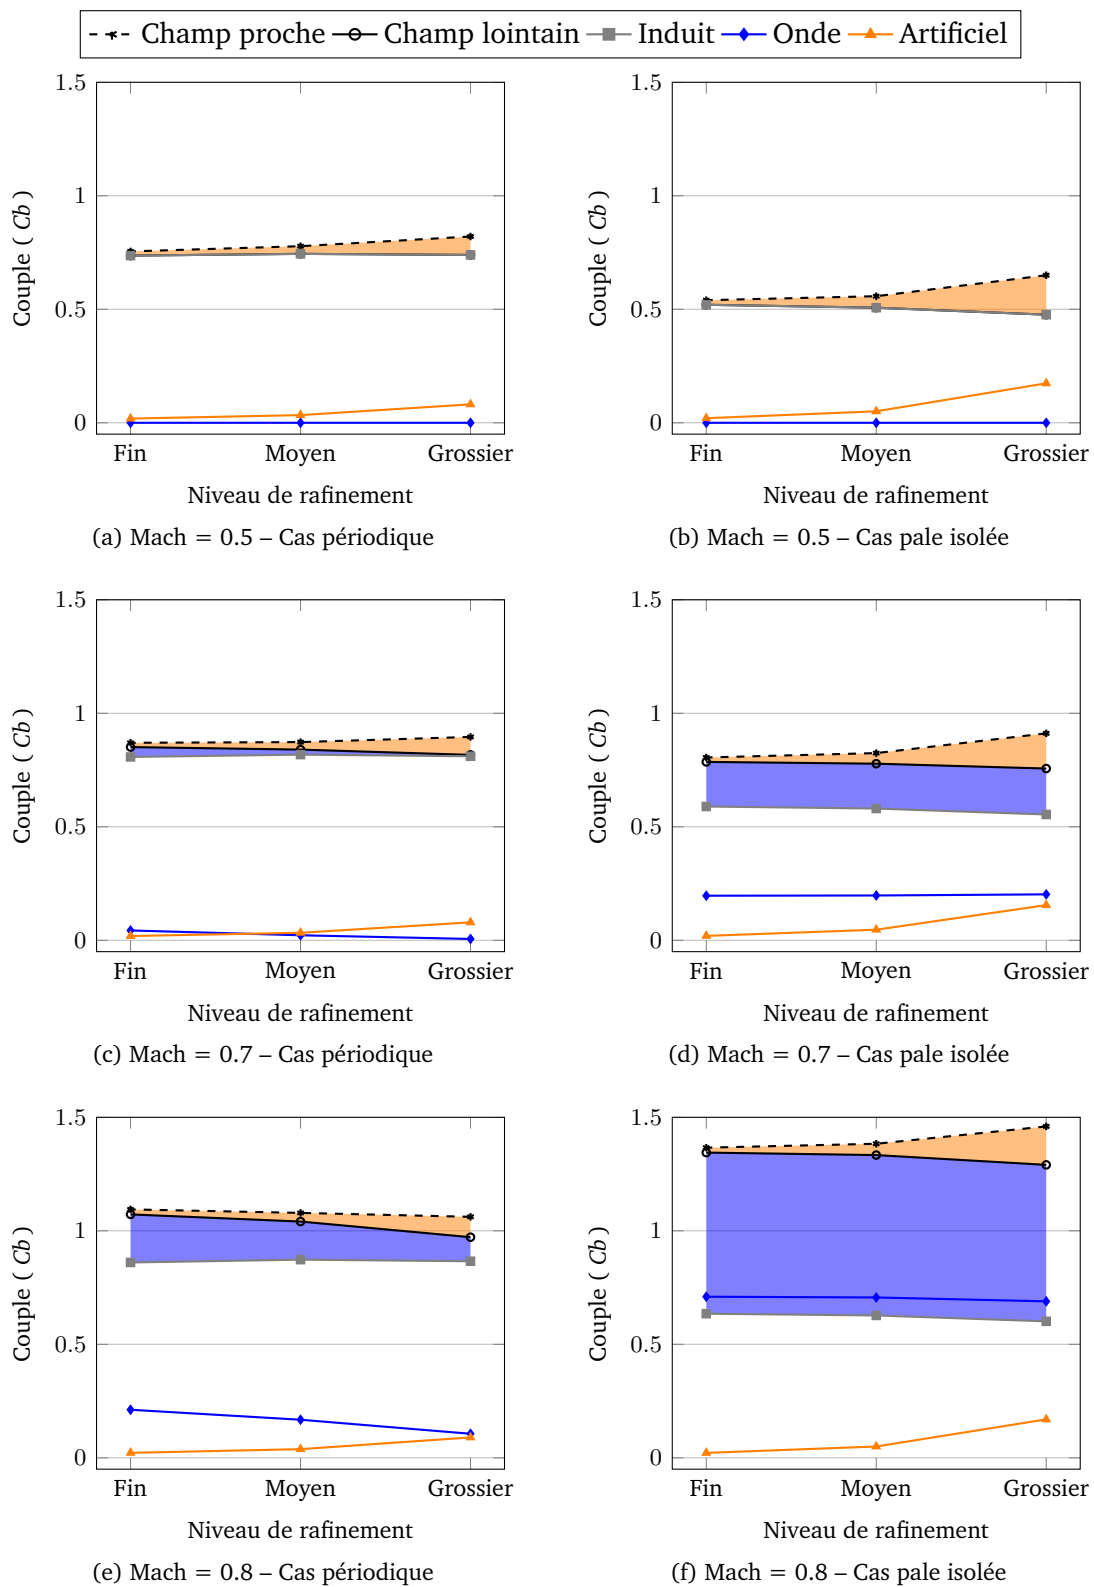 Champ proche Champ lointain Induit Onde Artificiel
1.5
1
0.5
0
Couple ( Cb )
Fin Moyen Grossier
Niveau de rafinement
(a) Mach = 0.5 – Cas périodique
1.5
1
0.5
0
Couple ( Cb )
Fin Moyen Grossier
Niveau de rafinement
(b) Mach = 0.5 – Cas pale isolée
1.5
1
0.5
0
Couple ( Cb )
Fin Moyen Grossier
Niveau de rafinement
(c) Mach = 0.7 – Cas périodique
1.5
1
0.5
0
Couple ( Cb )
Fin Moyen Grossier
Niveau de rafinement
(d) Mach = 0.7 – Cas pale isolée
1.5
1
0.5
0
Couple ( Cb )
Fin Moyen Grossier
Niveau de rafinement
(e) Mach = 0.8 – Cas périodique
1.5
1
0.5
0
Couple ( Cb )
Fin Moyen Grossier
Niveau de rafinement
(f) Mach = 0.8 – Cas pale isolée